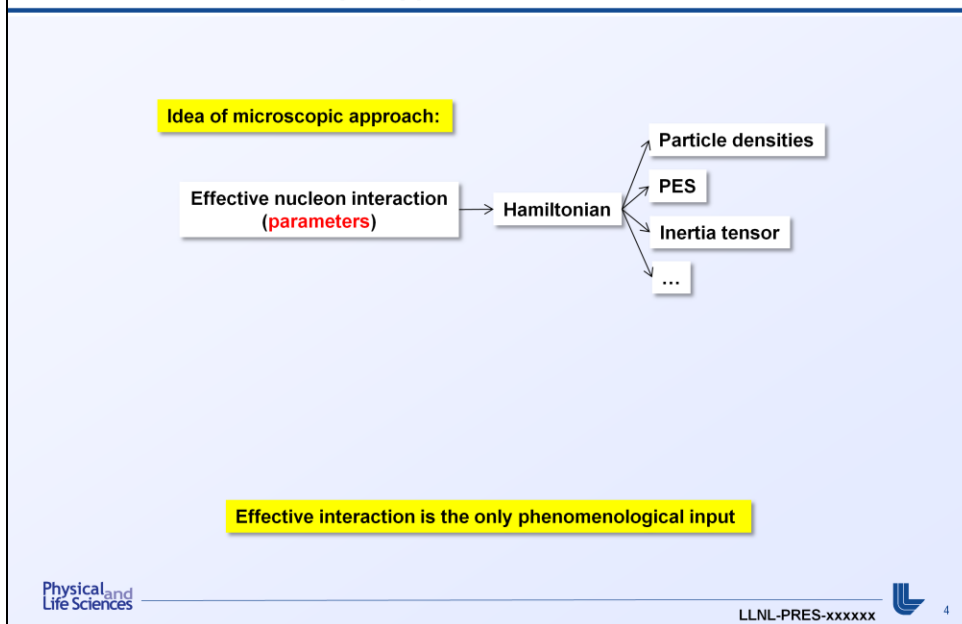 Idea of microscopic approach:
Effective nucleon interaction
(parameters)
Hamiltonian
Particle densities
PES
Inertia tensor
...
Effective interaction is the only phenomenological input
Physical and
Life Sciences
LLNL-PRES-xxxxxx
4